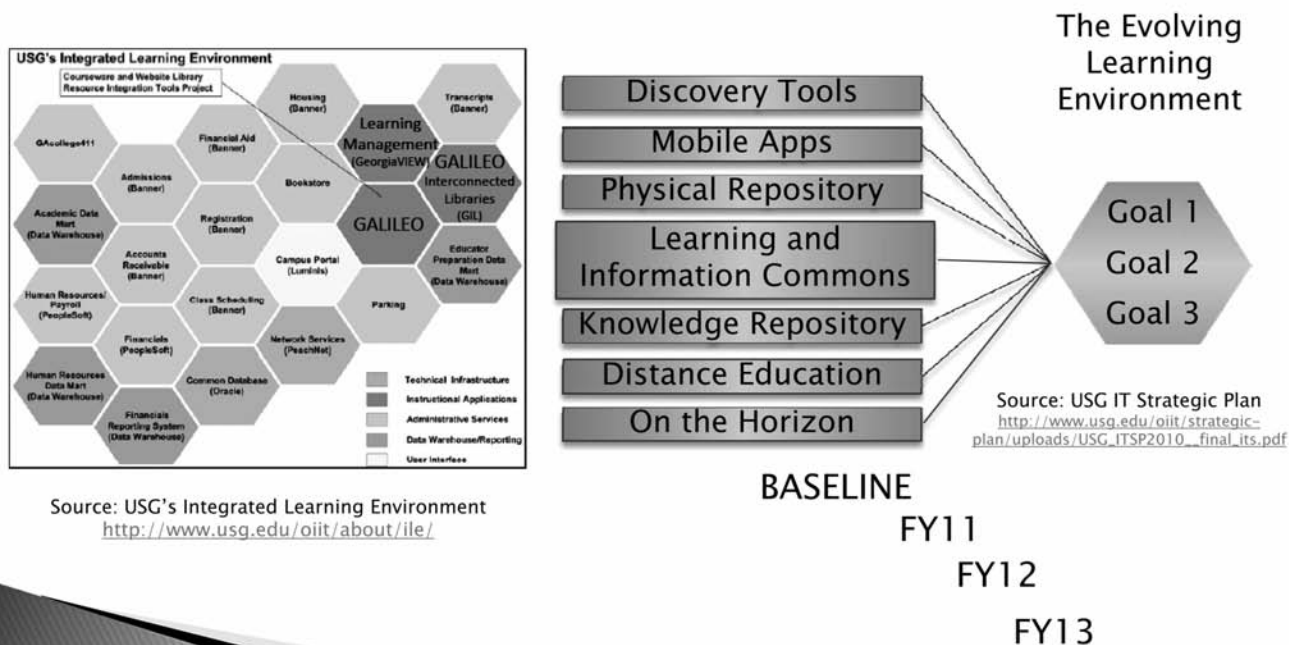 USG's Integrated Learning Environment
Courseware and Website Library
Resource Integration Tools Project
Housing
(Banner)
Transcripts
(Banner)
Learning
Management
(GeorgiaVIEW)
Financial Aid
(Banner)
GAcollege411
GALILEO
Interconnected
Libraries
(GIL)
Admissions
(Banner)
Bookstore
Academic Data
Mart
(Data Warehouse)
Registration
(Banner)
GALILEO
Accounts
Receivable
(Banner)
Campus Portal
(Luminis)
Educator
Preparation Data
Mart
(Data Warehouse)
Human Resources/
Payroll
(PeopleSoft)
Class Scheduling
(Banner)
Parking
Financials
(PeopleSoft)
Network Services
(PeachNet)
Human Resources
Data Mart
(Data Warehouse)
Common Database
(Oracle)
Financials
Reporting System
(Data Warehouse)
Technical Infrastructure
Instructional Applications
Administrative Services
Data Warehouse/Reporting
User Interface
Source: USG's Integrated Learning Environment
http://www.usg.edu/oiit/about/ile/
Discovery Tools
Mobile Apps
Physical Repository
Learning and
Information Commons
Knowledge Repository
Distance Education
On the Horizon
The Evolving
Learning
Environment
Goal 1
Goal 2
Goal 3
Source: USG IT Strategic Plan
http://www.usg.edu/oiit/strategic-
plan/uploads/USG_ITSP2010__final_its.pdf
BASELINE
FY11
FY12
FY13